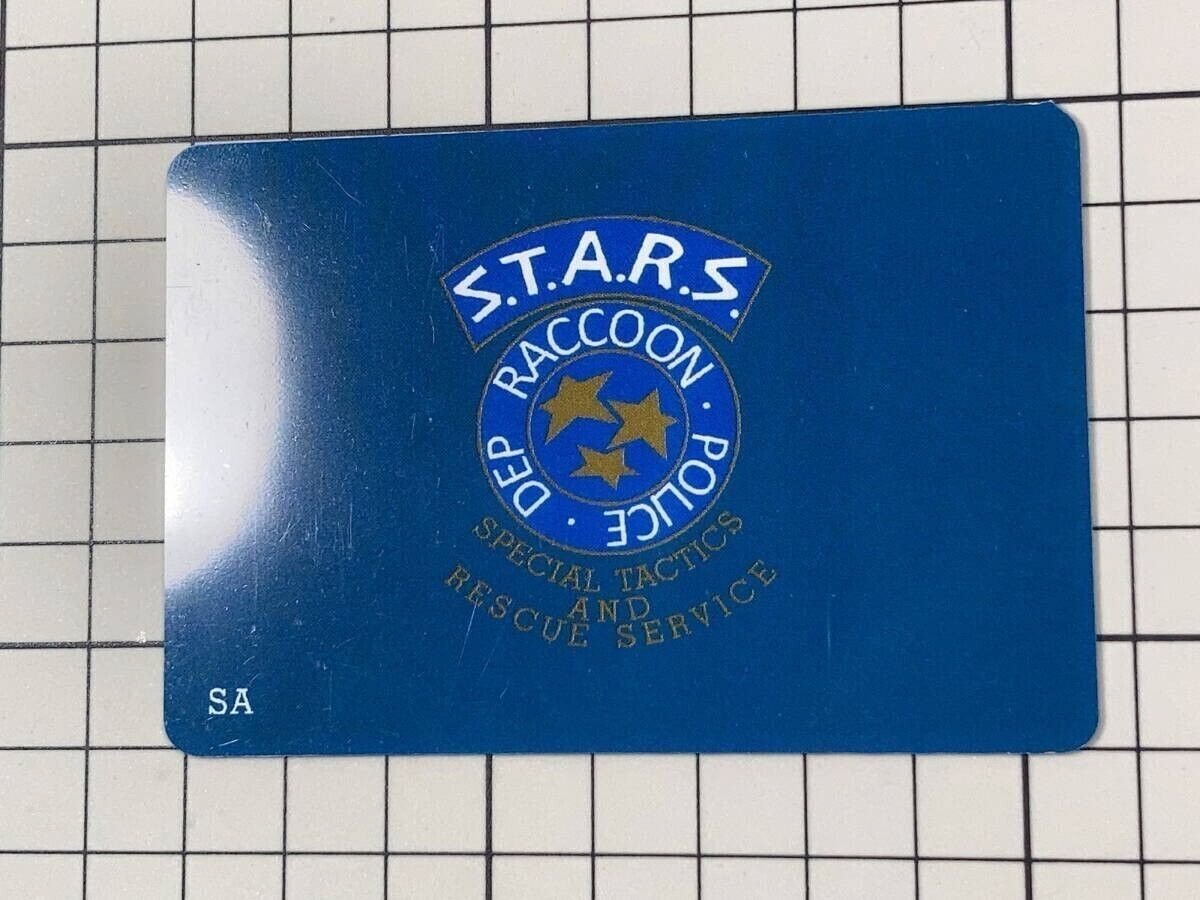 S.T.A.R.S.
RACCOON · POLICE · DEP
SPECIAL TACTICS
AND
RESCUE SERVICE
SA